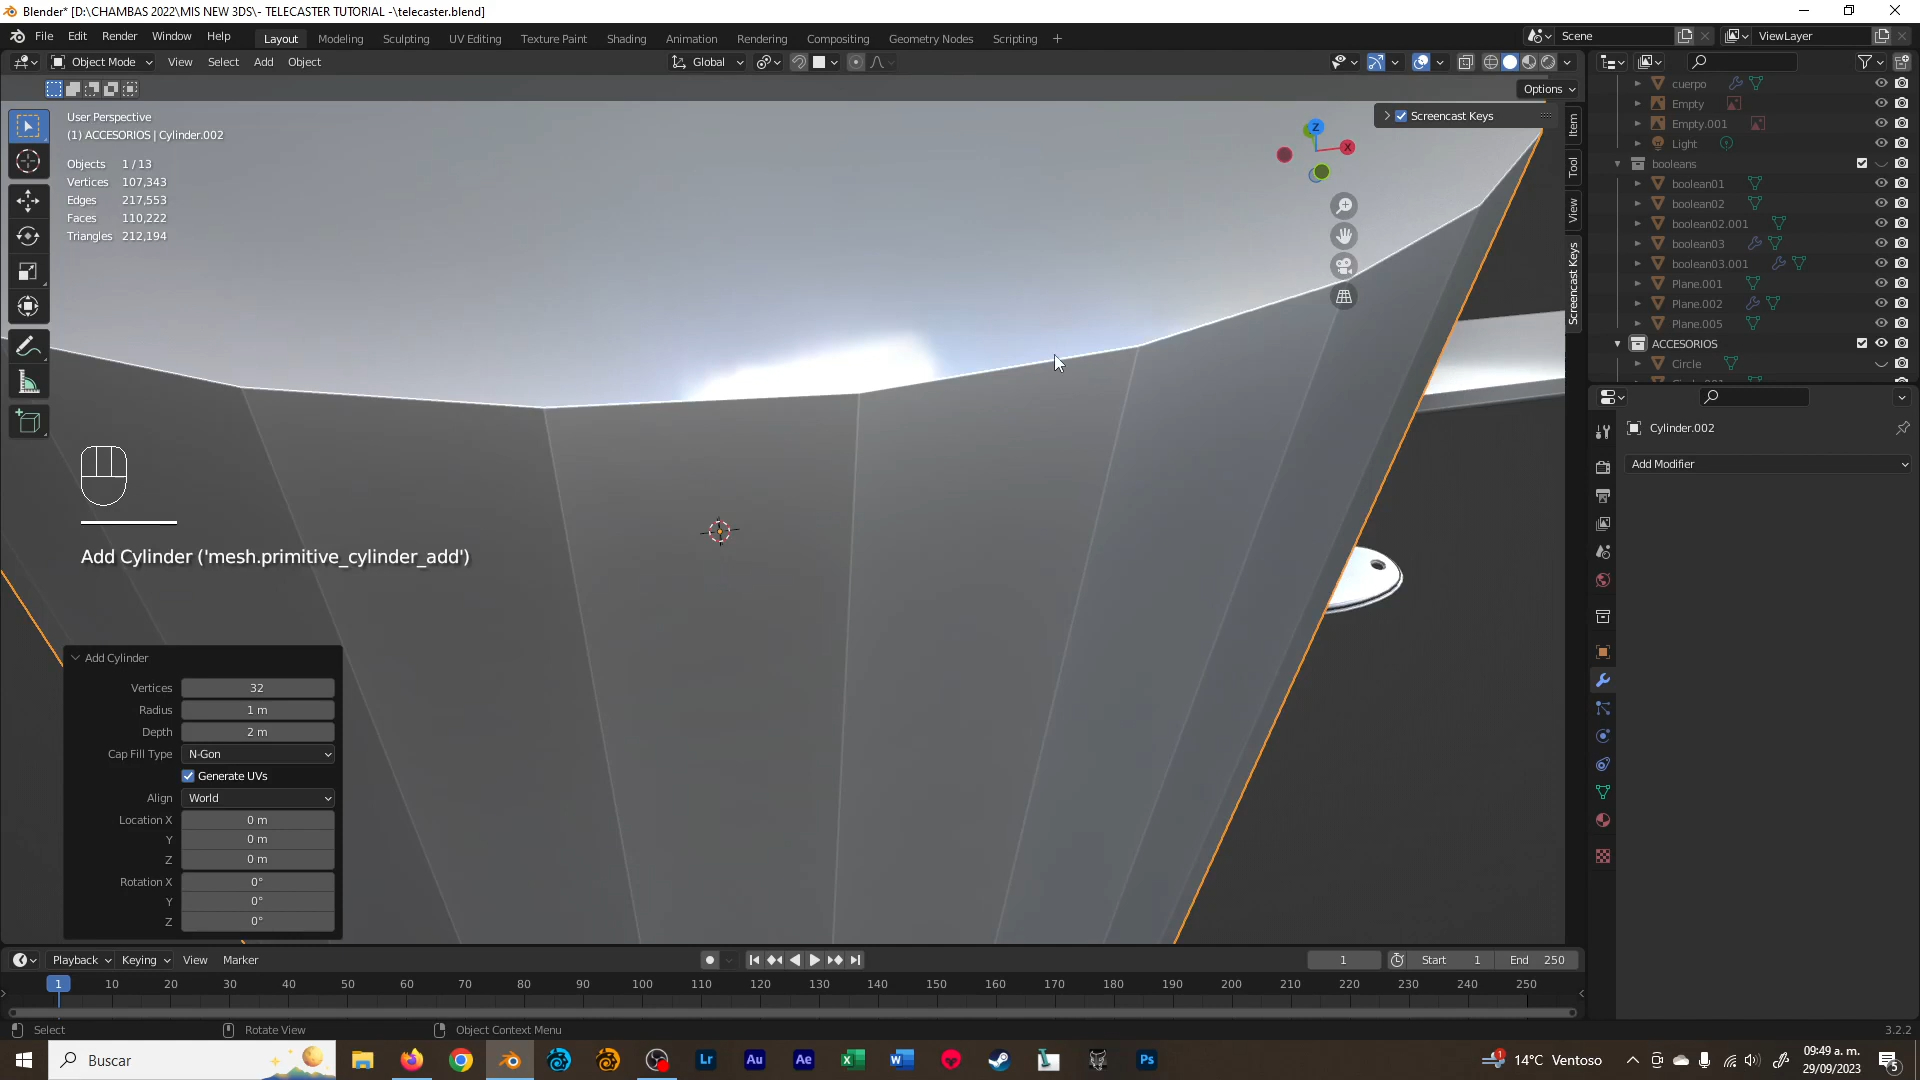 Blender* [D:\CHAMBAS 2022\MIS NEW 3DS\- TELECASTER TUTORIAL -\telecaster.blend]
File Edit Render Window Help Layout Modeling Sculpting UV Editing Texture Paint Shading Animation Rendering Compositing Geometry Nodes Scripting + Scene ViewLayer
Object Mode View Select Add Object Global
Options
User Perspective
(1) ACCESORIOS | Cylinder.002
Objects 1 / 13
Vertices 107,343
Edges 217,553
Faces 110,222
Triangles 212,194
Screencast Keys
Z
X
Item
Tool
View
Screencast Keys
cuerpo
Empty
Empty.001
Light
booleans
boolean01
boolean02
boolean02.001
boolean03
boolean03.001
Plane.001
Plane.002
Plane.005
ACCESORIOS
Circle
Cylinder.002
Add Modifier
Add Cylinder ('mesh.primitive_cylinder_add')
Add Cylinder
Vertices 32
Radius 1 m
Depth 2 m
Cap Fill Type N-Gon
Generate UVs
Align World
Location X 0 m
Y 0 m
Z 0 m
Rotation X 0°
Y 0°
Z 0°
Playback Keying View Marker 1 Start 1 End 250
1 10 20 30 40 50 60 70 80 90 100 110 120 130 140 150 160 170 180 190 200 210 220 230 240 250
Select Rotate View Object Context Menu 3.2.2
Buscar Lr Au Ae Ps 1 14°C Ventoso 09:49 a. m.
29/09/2023 5